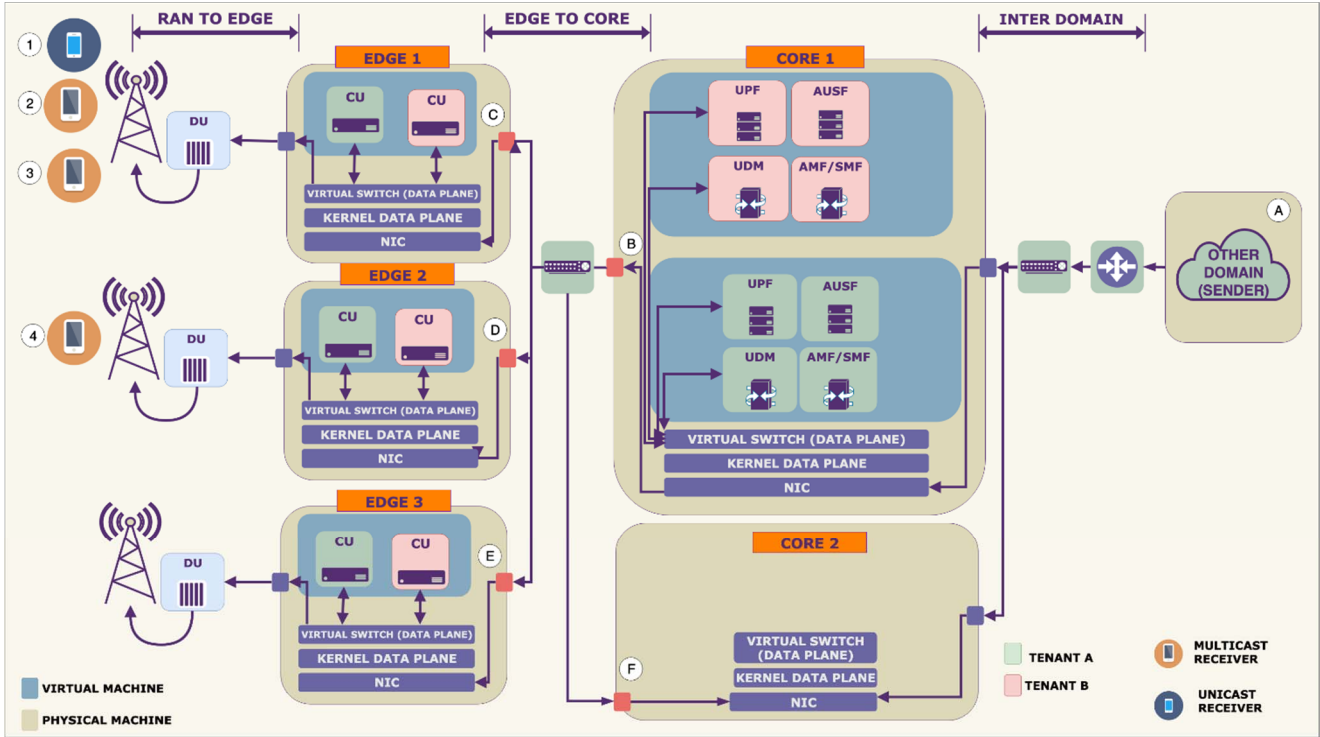 RAN TO EDGE
EDGE TO CORE
INTER DOMAIN
1
2
3
4
DU
EDGE 1
CU
CU
C
VIRTUAL SWITCH (DATA PLANE)
KERNEL DATA PLANE
NIC
DU
EDGE 2
CU
CU
D
VIRTUAL SWITCH (DATA PLANE)
KERNEL DATA PLANE
NIC
DU
EDGE 3
CU
CU
E
VIRTUAL SWITCH (DATA PLANE)
KERNEL DATA PLANE
NIC
B
CORE 1
UPF
AUSF
UDM
AMF/SMF
UPF
AUSF
UDM
AMF/SMF
VIRTUAL SWITCH (DATA PLANE)
KERNEL DATA PLANE
NIC
A
OTHER
DOMAIN
(SENDER)
CORE 2
F
VIRTUAL SWITCH
(DATA PLANE)
KERNEL DATA PLANE
NIC
VIRTUAL MACHINE
PHYSICAL MACHINE
TENANT A
TENANT B
MULTICAST
RECEIVER
UNICAST
RECEIVER